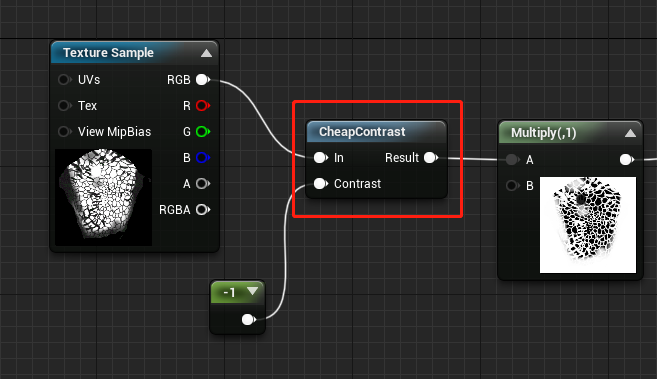 Texture Sample
UVs RGB
Tex R
View MipBias G
B
A
RGBA
CheapContrast
In Result
Contrast
Multiply(,1)
A
B
-1